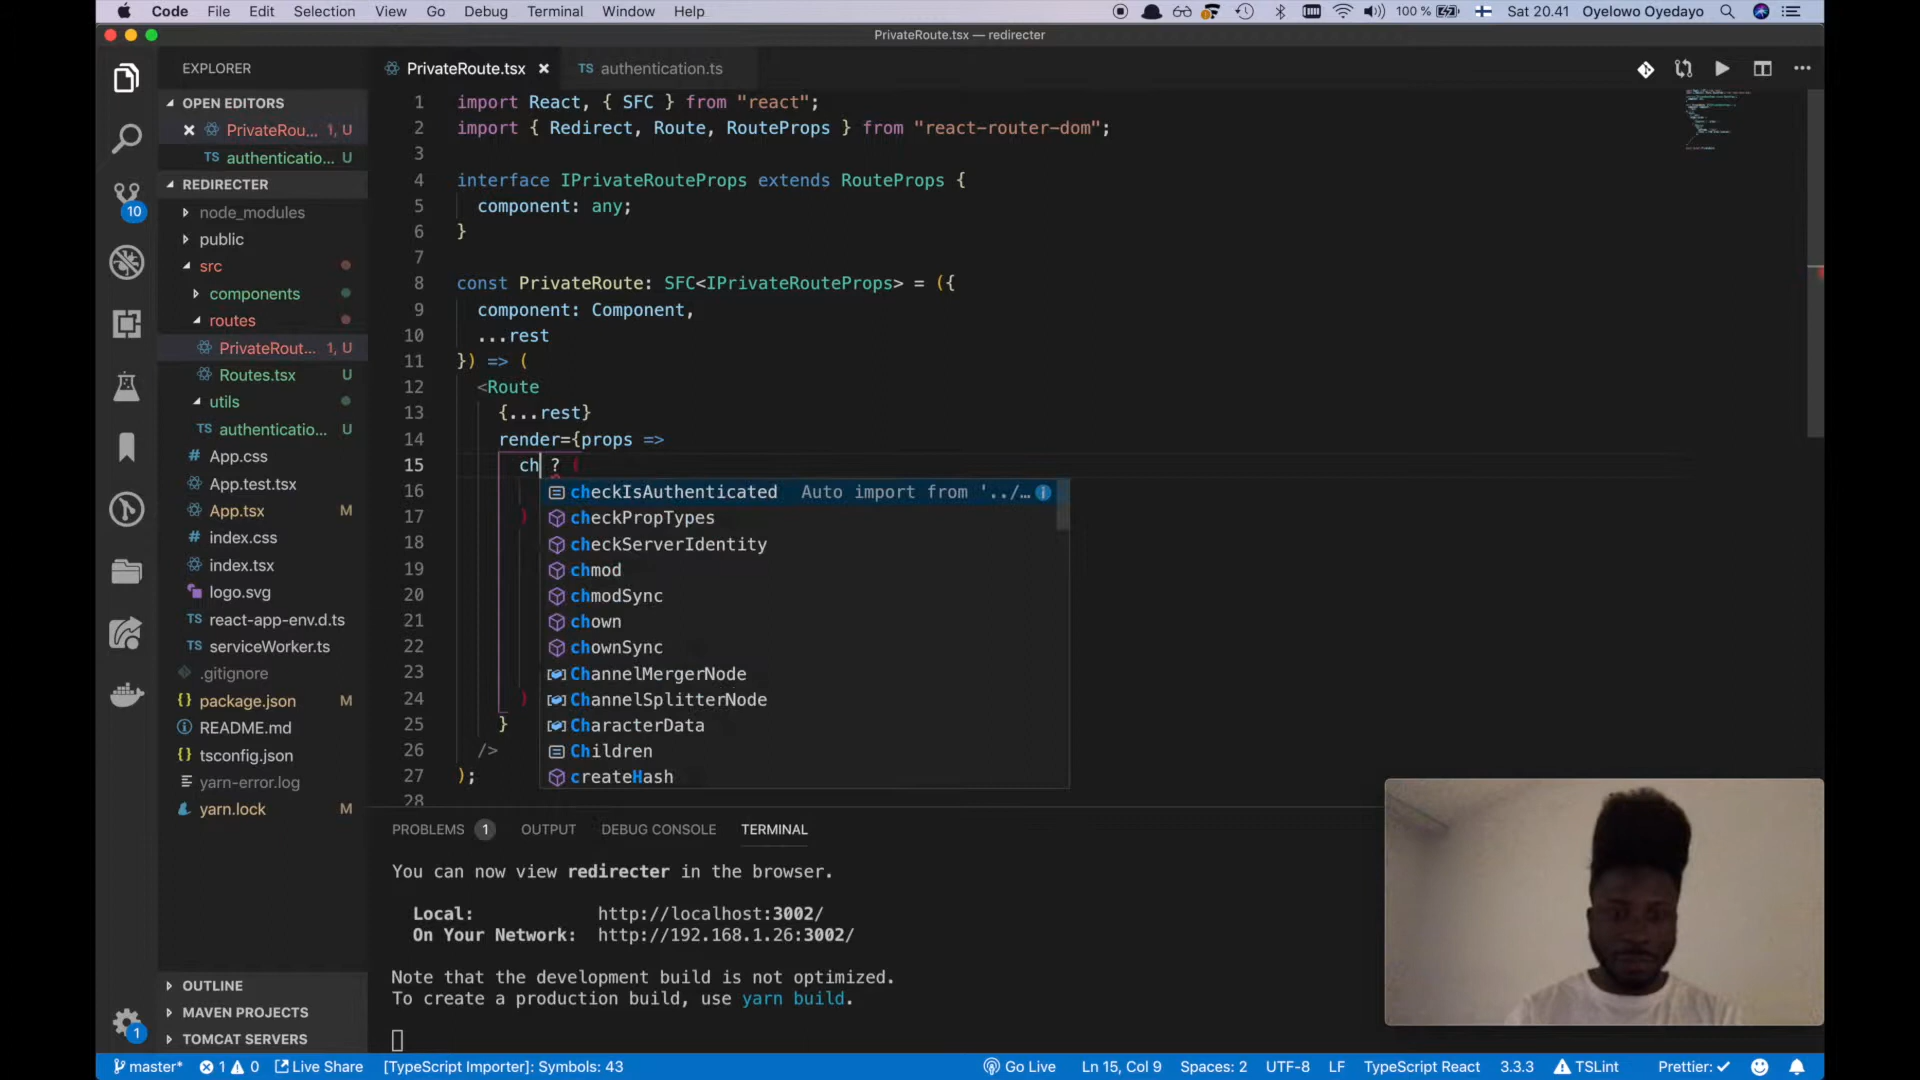 Code File Edit Selection View Go Debug Terminal Window Help 100 % Sat 20.41 Oyelowo Oyedayo
PrivateRoute.tsx — redirecter
EXPLORER
PrivateRoute.tsx
TS authentication.ts
OPEN EDITORS
PrivateRou... 1, U
TS authenticatio... U
REDIRECTER
node_modules
public
src
components
routes
PrivateRout... 1, U
Routes.tsx U
utils
TS authenticatio... U
# App.css
App.test.tsx
App.tsx M
# index.css
index.tsx
logo.svg
TS react-app-env.d.ts
TS serviceWorker.ts
.gitignore
{} package.json M
README.md
{} tsconfig.json
yarn-error.log
yarn.lock M
OUTLINE
MAVEN PROJECTS
TOMCAT SERVERS
10
1
1 import React, { SFC } from "react";
2 import { Redirect, Route, RouteProps } from "react-router-dom";
3
4 interface IPrivateRouteProps extends RouteProps {
5 component: any;
6 }
7
8 const PrivateRoute: SFC<IPrivateRouteProps> = ({
9 component: Component,
10 ...rest
11 }) => (
12 <Route
13 {...rest}
14 render={props =>
15 ch ? (
16
17 )
18
19
20
21
22
23
24 )
25 }
26 />
27 );
28
checkIsAuthenticated Auto import from '../…
checkPropTypes
checkServerIdentity
chmod
chmodSync
chown
chownSync
ChannelMergerNode
ChannelSplitterNode
CharacterData
Children
createHash
PROBLEMS 1 OUTPUT DEBUG CONSOLE TERMINAL
You can now view redirecter in the browser.
Local: http://localhost:3002/
On Your Network: http://192.168.1.26:3002/
Note that the development build is not optimized.
To create a production build, use yarn build.
master* 1 0 Live Share [TypeScript Importer]: Symbols: 43 Go Live Ln 15, Col 9 Spaces: 2 UTF-8 LF TypeScript React 3.3.3 TSLint Prettier: ✓